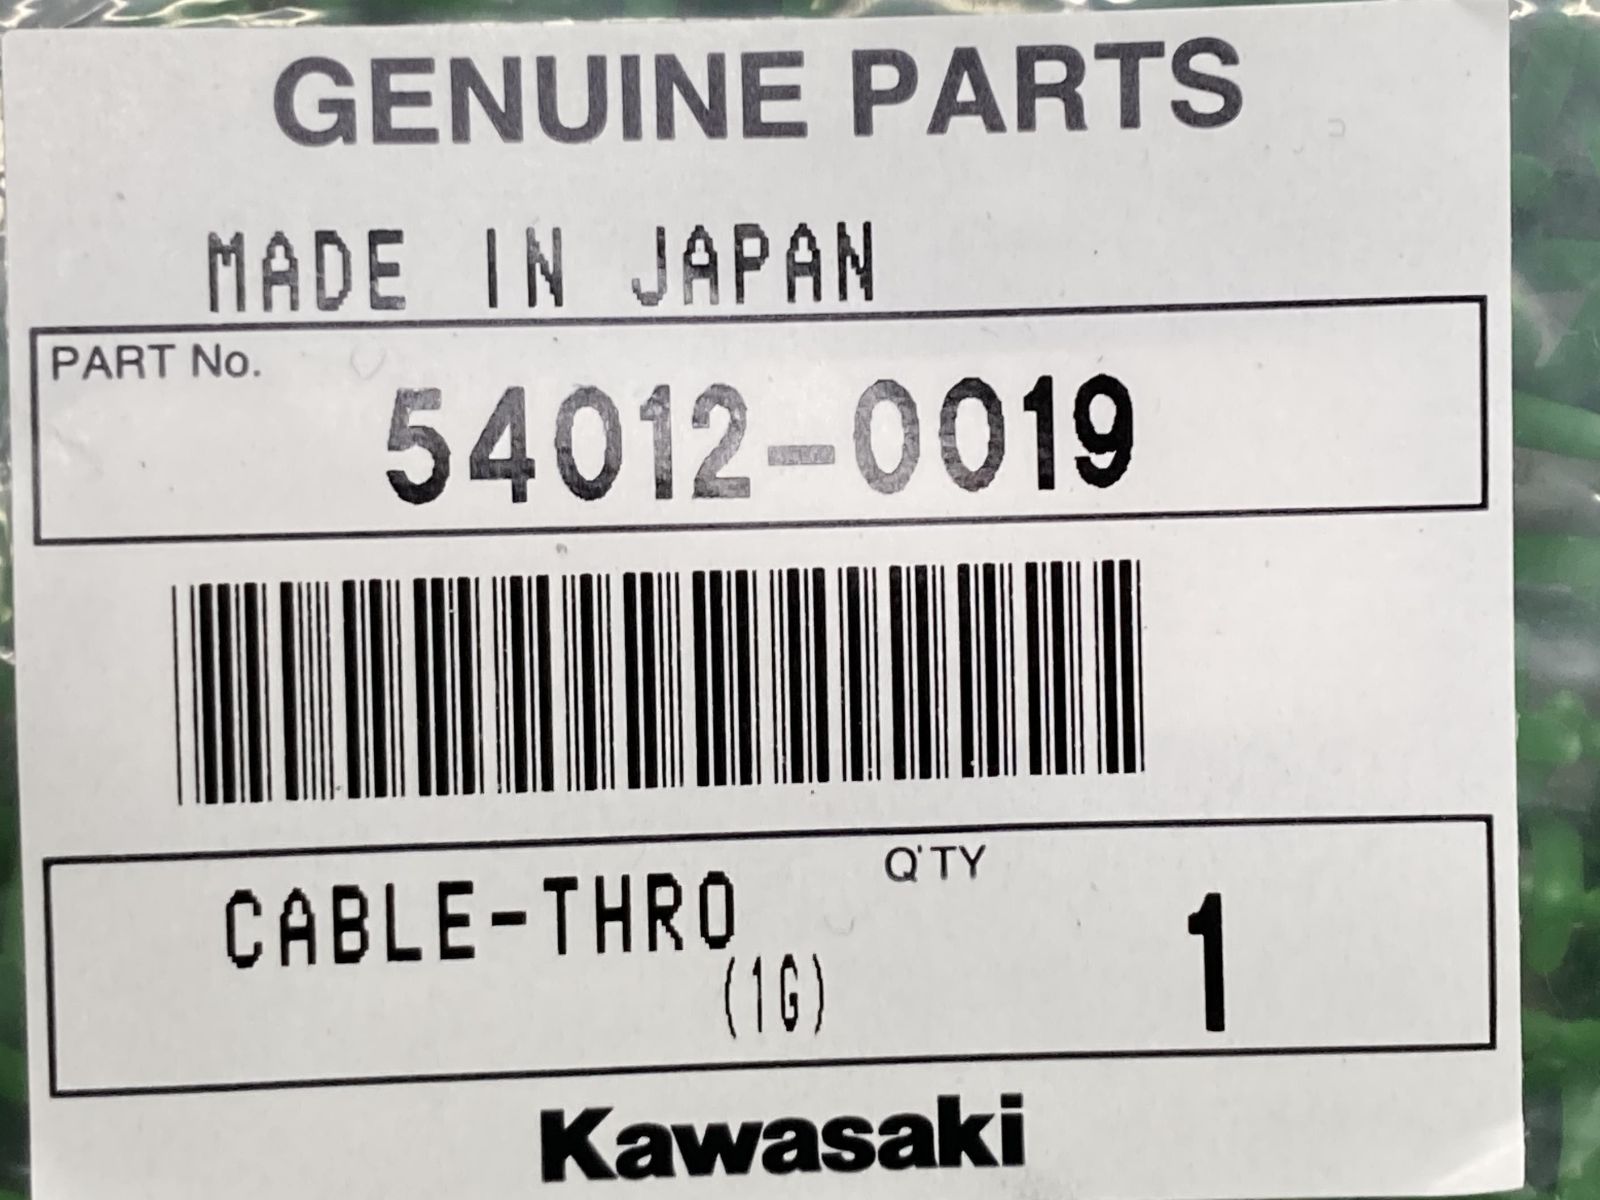 GENUINE PARTS
MADE IN JAPAN
PART No.
54012-0019
CABLE-THRO
(1G)
Q'TY
1
Kawasaki